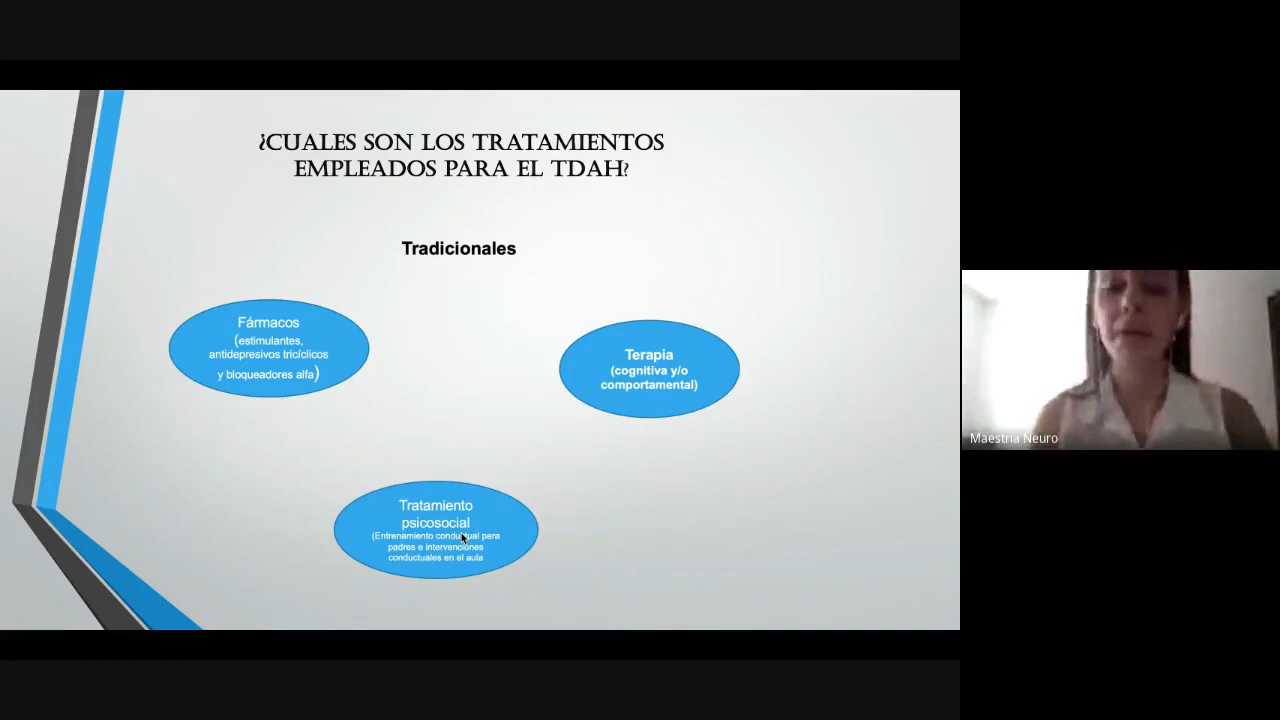 ¿CUALES SON LOS TRATAMIENTOS
EMPLEADOS PARA EL TDAH?
Tradicionales
Fármacos
(estimulantes,
antidepresivos tricíclicos
y bloqueadores alfa)
Terapia
(cognitiva y/o
comportamental)
Tratamiento
psicosocial
(Entrenamiento conductual para
padres e intervenciones
conductuales en el aula
Maestria Neuro